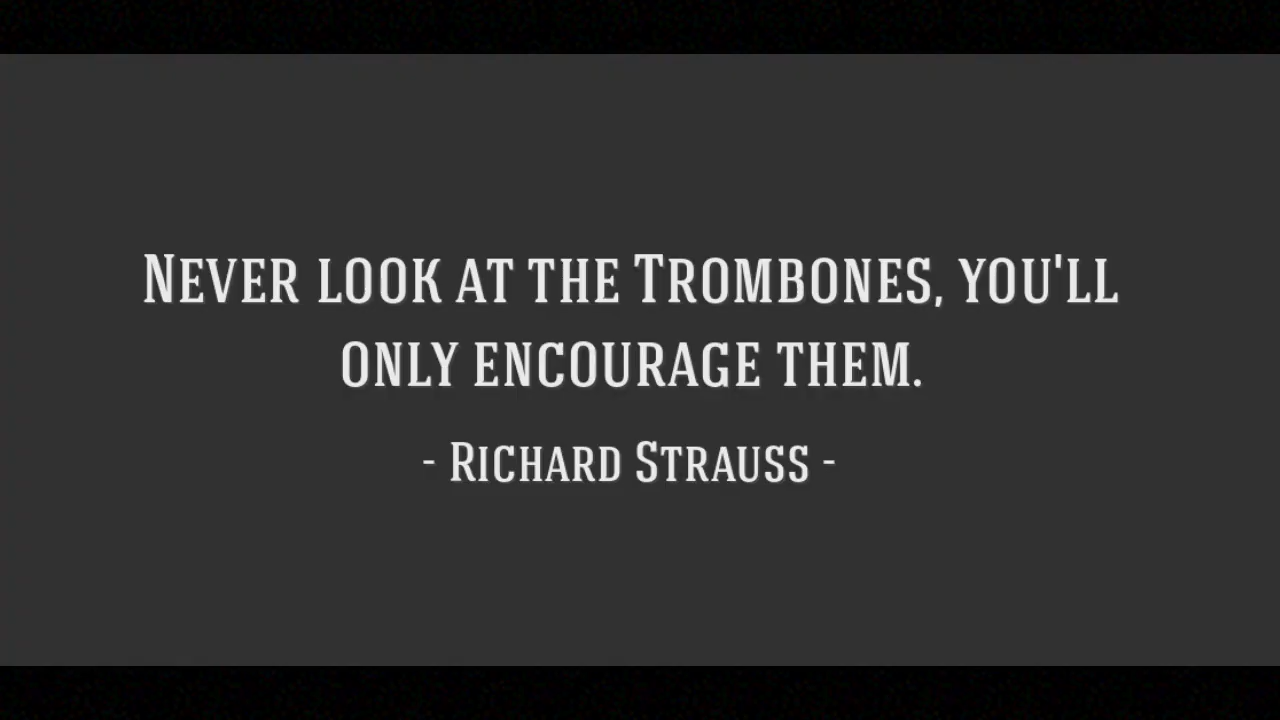 Never look at the Trombones, you'll
only encourage them.
- Richard Strauss -